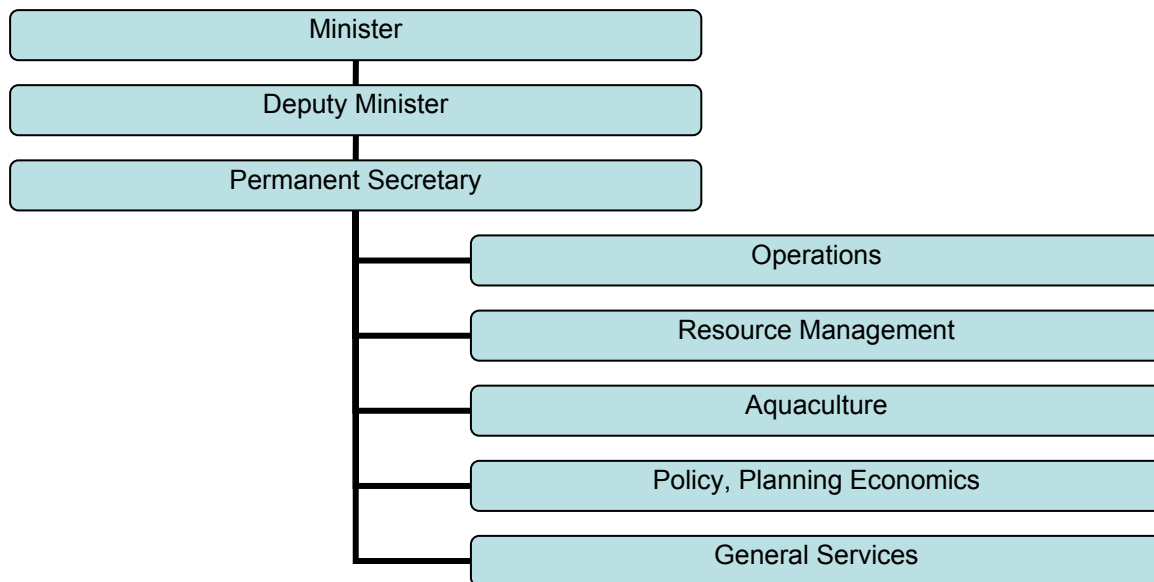 Minister
Deputy Minister
Permanent Secretary
Operations
Resource Management
Aquaculture
Policy, Planning Economics
General Services